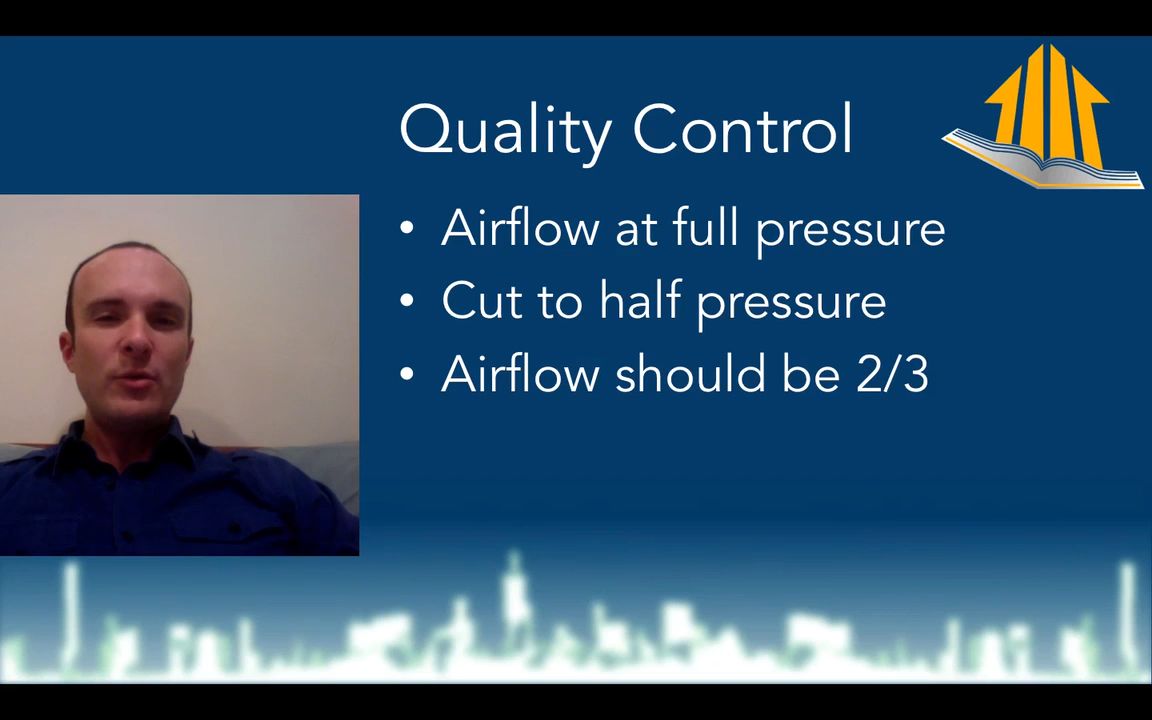 Quality Control
• Airflow at full pressure
• Cut to half pressure
• Airflow should be 2/3